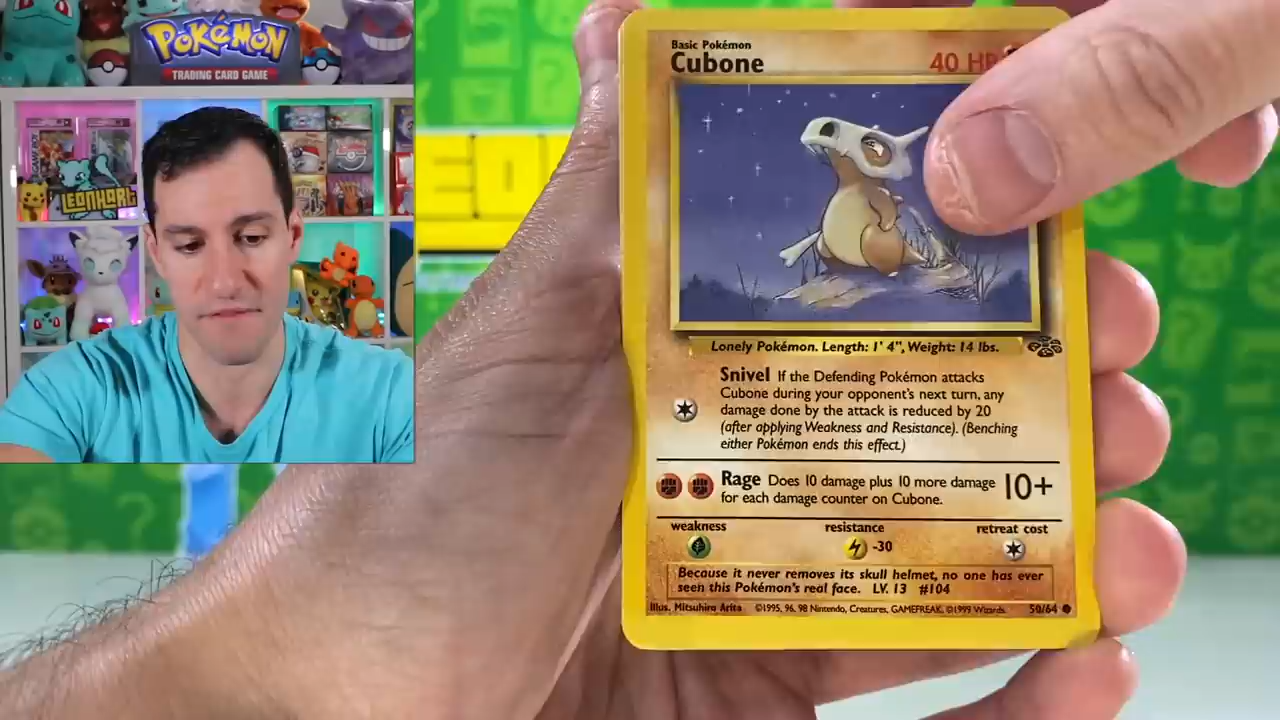 Pokémon
TRADING CARD GAME
LEONHART
Basic Pokémon
Cubone
40 HP
Lonely Pokémon. Length: 1' 4", Weight: 14 lbs.
Snivel If the Defending Pokémon attacks
Cubone during your opponent's next turn, any
damage done by the attack is reduced by 20
(after applying Weakness and Resistance). (Benching
either Pokémon ends this effect.)
Rage Does 10 damage plus 10 more damage
for each damage counter on Cubone.
10+
weakness
resistance
retreat cost
-30
Because it never removes its skull helmet, no one has ever
seen this Pokémon's real face. LV. 13 #104
Illus. Mitsuhiro Arita ©1995, 96, 98 Nintendo, Creatures, GAMEFREAK. ©1999 Wizards. 50/64